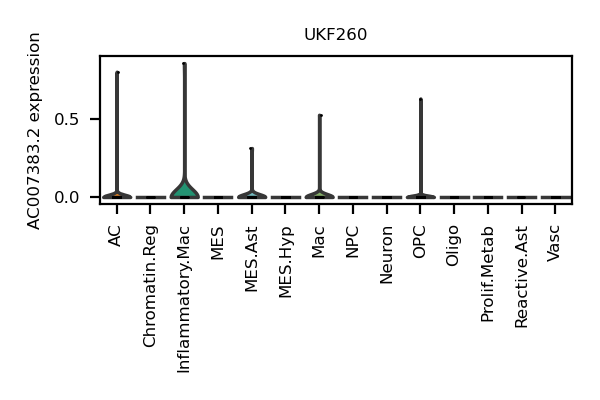 UKF260
AC007383.2 expression
0.5
0.0
AC
Chromatin.Reg
Inflammatory.Mac
MES
MES.Ast
MES.Hyp
Mac
NPC
Neuron
OPC
Oligo
Prolif.Metab
Reactive.Ast
Vasc